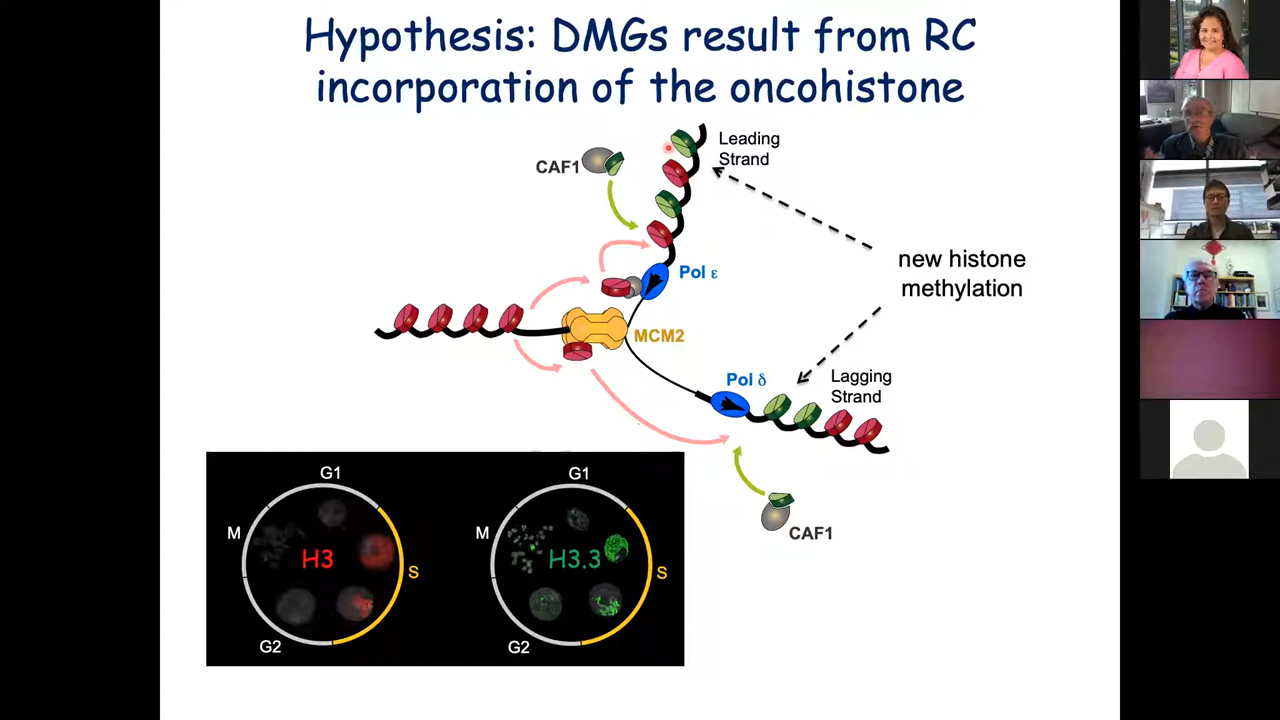 Hypothesis: DMGs result from RC
incorporation of the oncohistone
Leading
Strand
CAF1
Pol ε
new histone
methylation
MCM2
Pol δ
Lagging
Strand
CAF1
G1
M
H3
S
G2
G1
M
H3.3
S
G2